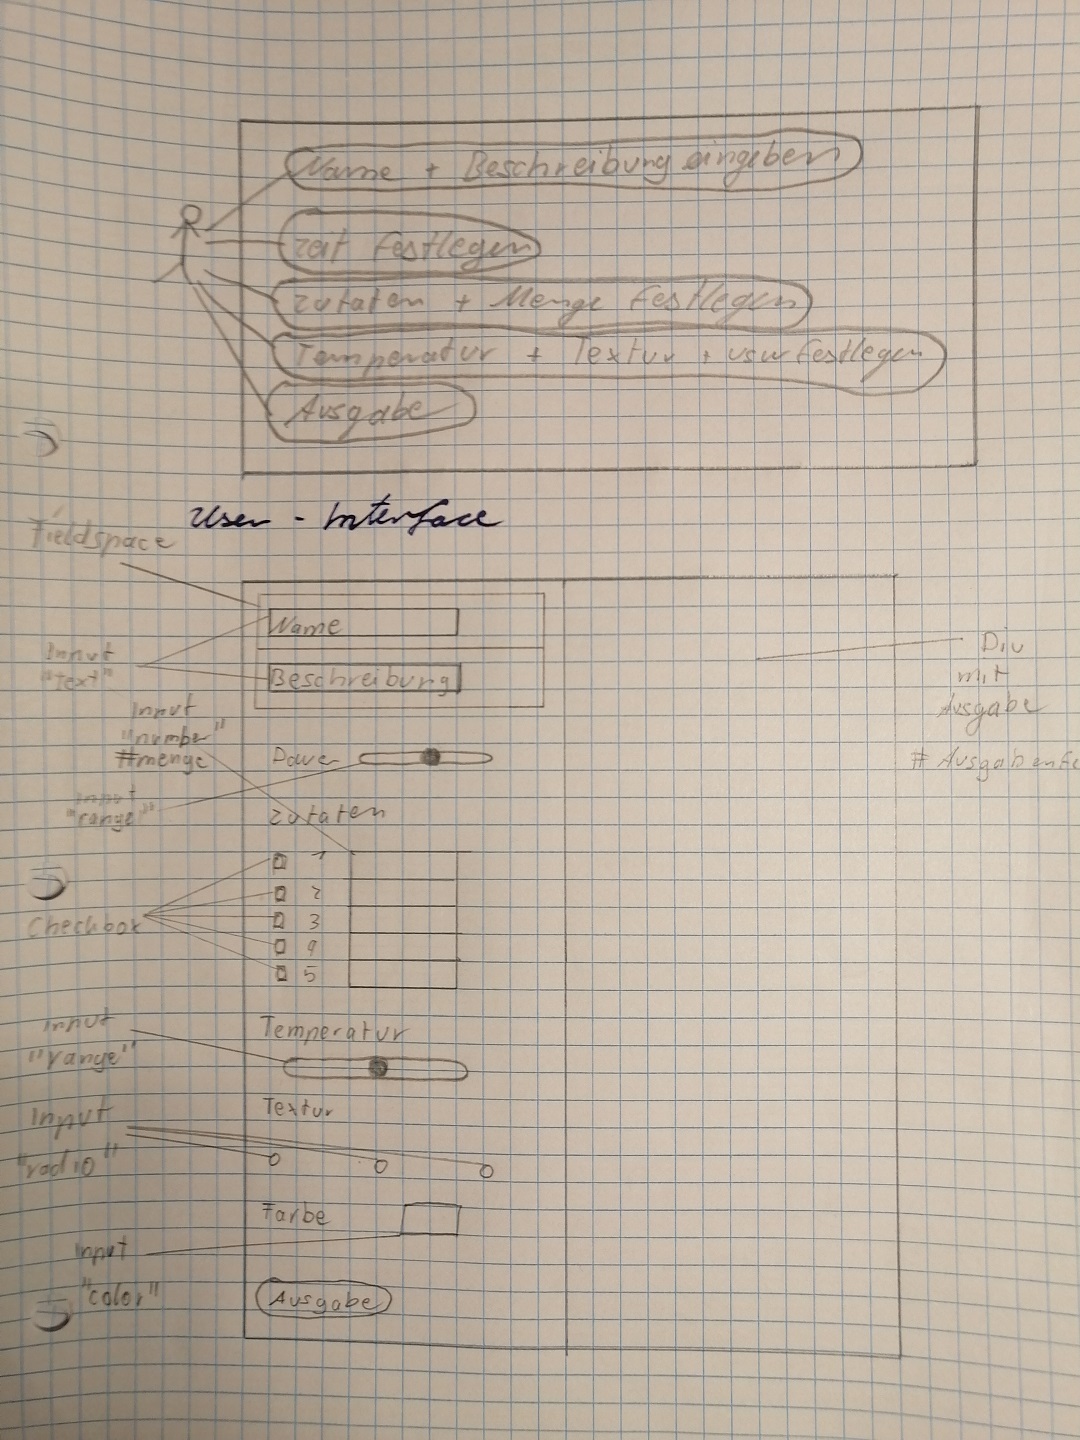 Name + Beschreibung eingeben
Zeit festlegen
Zutaten + Menge festlegen
Temperatur + Textur + usw festlegen
Ausgabe
User - Interface
Fieldspace
Name
Input
"text"
Beschreibung
Div
mit
Ausgabe
Input
"number"
#menge
Dauer
Input
"range"
Zutaten
1
2
3
4
5
Checkbox
Input
"range"
Temperatur
Input
"radio"
Textur
Farbe
Input
"color"
Ausgabe